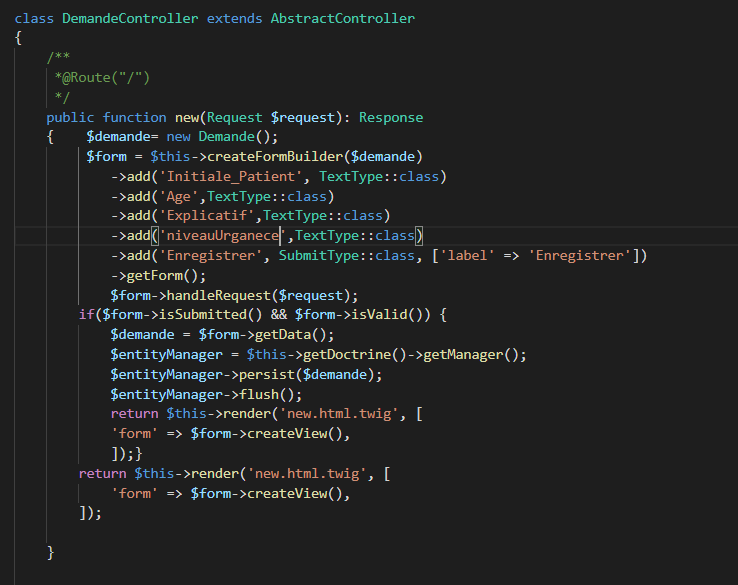 class DemandeController extends AbstractController
{
/**
*@Route("/")
*/
public function new(Request $request): Response
{ $demande= new Demande();
$form = $this->createFormBuilder($demande)
->add('Initiale_Patient', TextType::class)
->add('Age',TextType::class)
->add('Explicatif',TextType::class)
->add('niveauUrganece',TextType::class)
->add('Enregistrer', SubmitType::class, ['label' => 'Enregistrer'])
->getForm();
$form->handleRequest($request);
if($form->isSubmitted() && $form->isValid()) {
$demande = $form->getData();
$entityManager = $this->getDoctrine()->getManager();
$entityManager->persist($demande);
$entityManager->flush();
return $this->render('new.html.twig', [
'form' => $form->createView(),
]);}
return $this->render('new.html.twig', [
'form' => $form->createView(),
]);
}